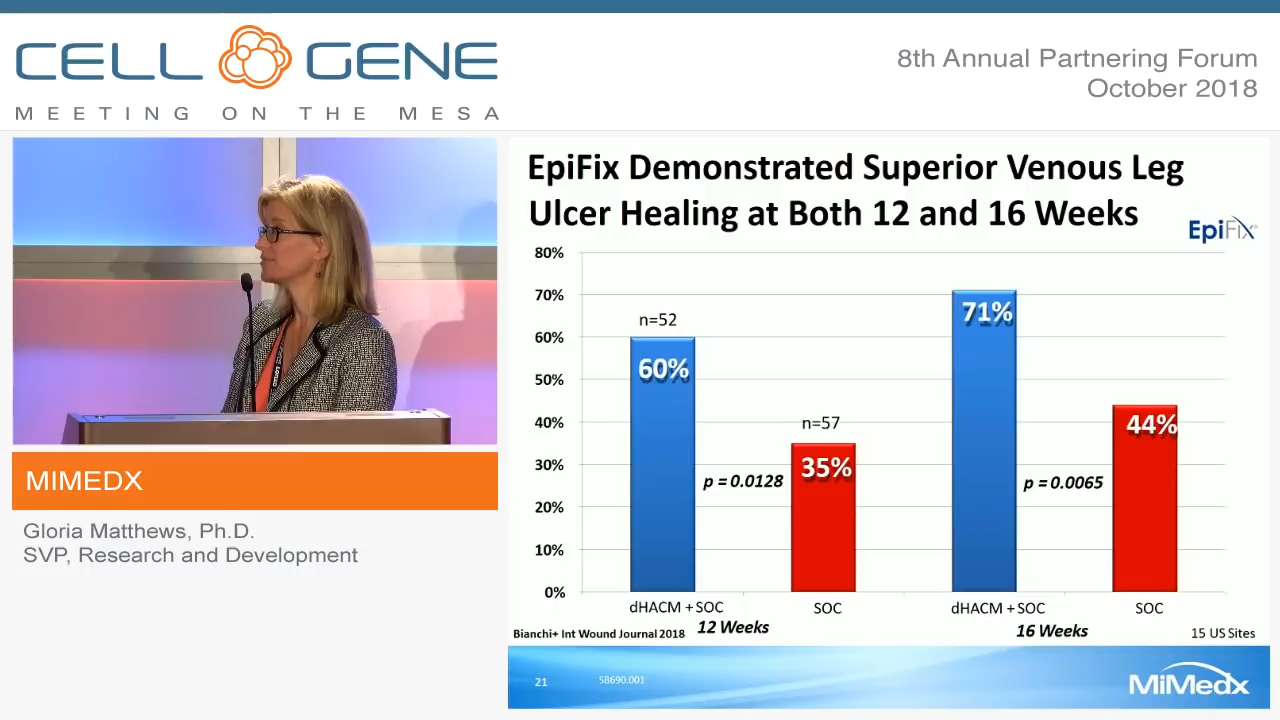 CELL GENE
MEETING ON THE MESA
8th Annual Partnering Forum
October 2018
MIMEDX
Gloria Matthews, Ph.D.
SVP, Research and Development
EpiFix Demonstrated Superior Venous Leg
Ulcer Healing at Both 12 and 16 Weeks
EpiFix®
80%
70%
60%
50%
40%
30%
20%
10%
0%
n=52
60%
p = 0.0128
n=57
35%
71%
p = 0.0065
44%
dHACM + SOC
SOC
dHACM + SOC
SOC
12 Weeks
16 Weeks
Bianchi+ Int Wound Journal 2018
15 US Sites
21
SB690.001
MiMedx